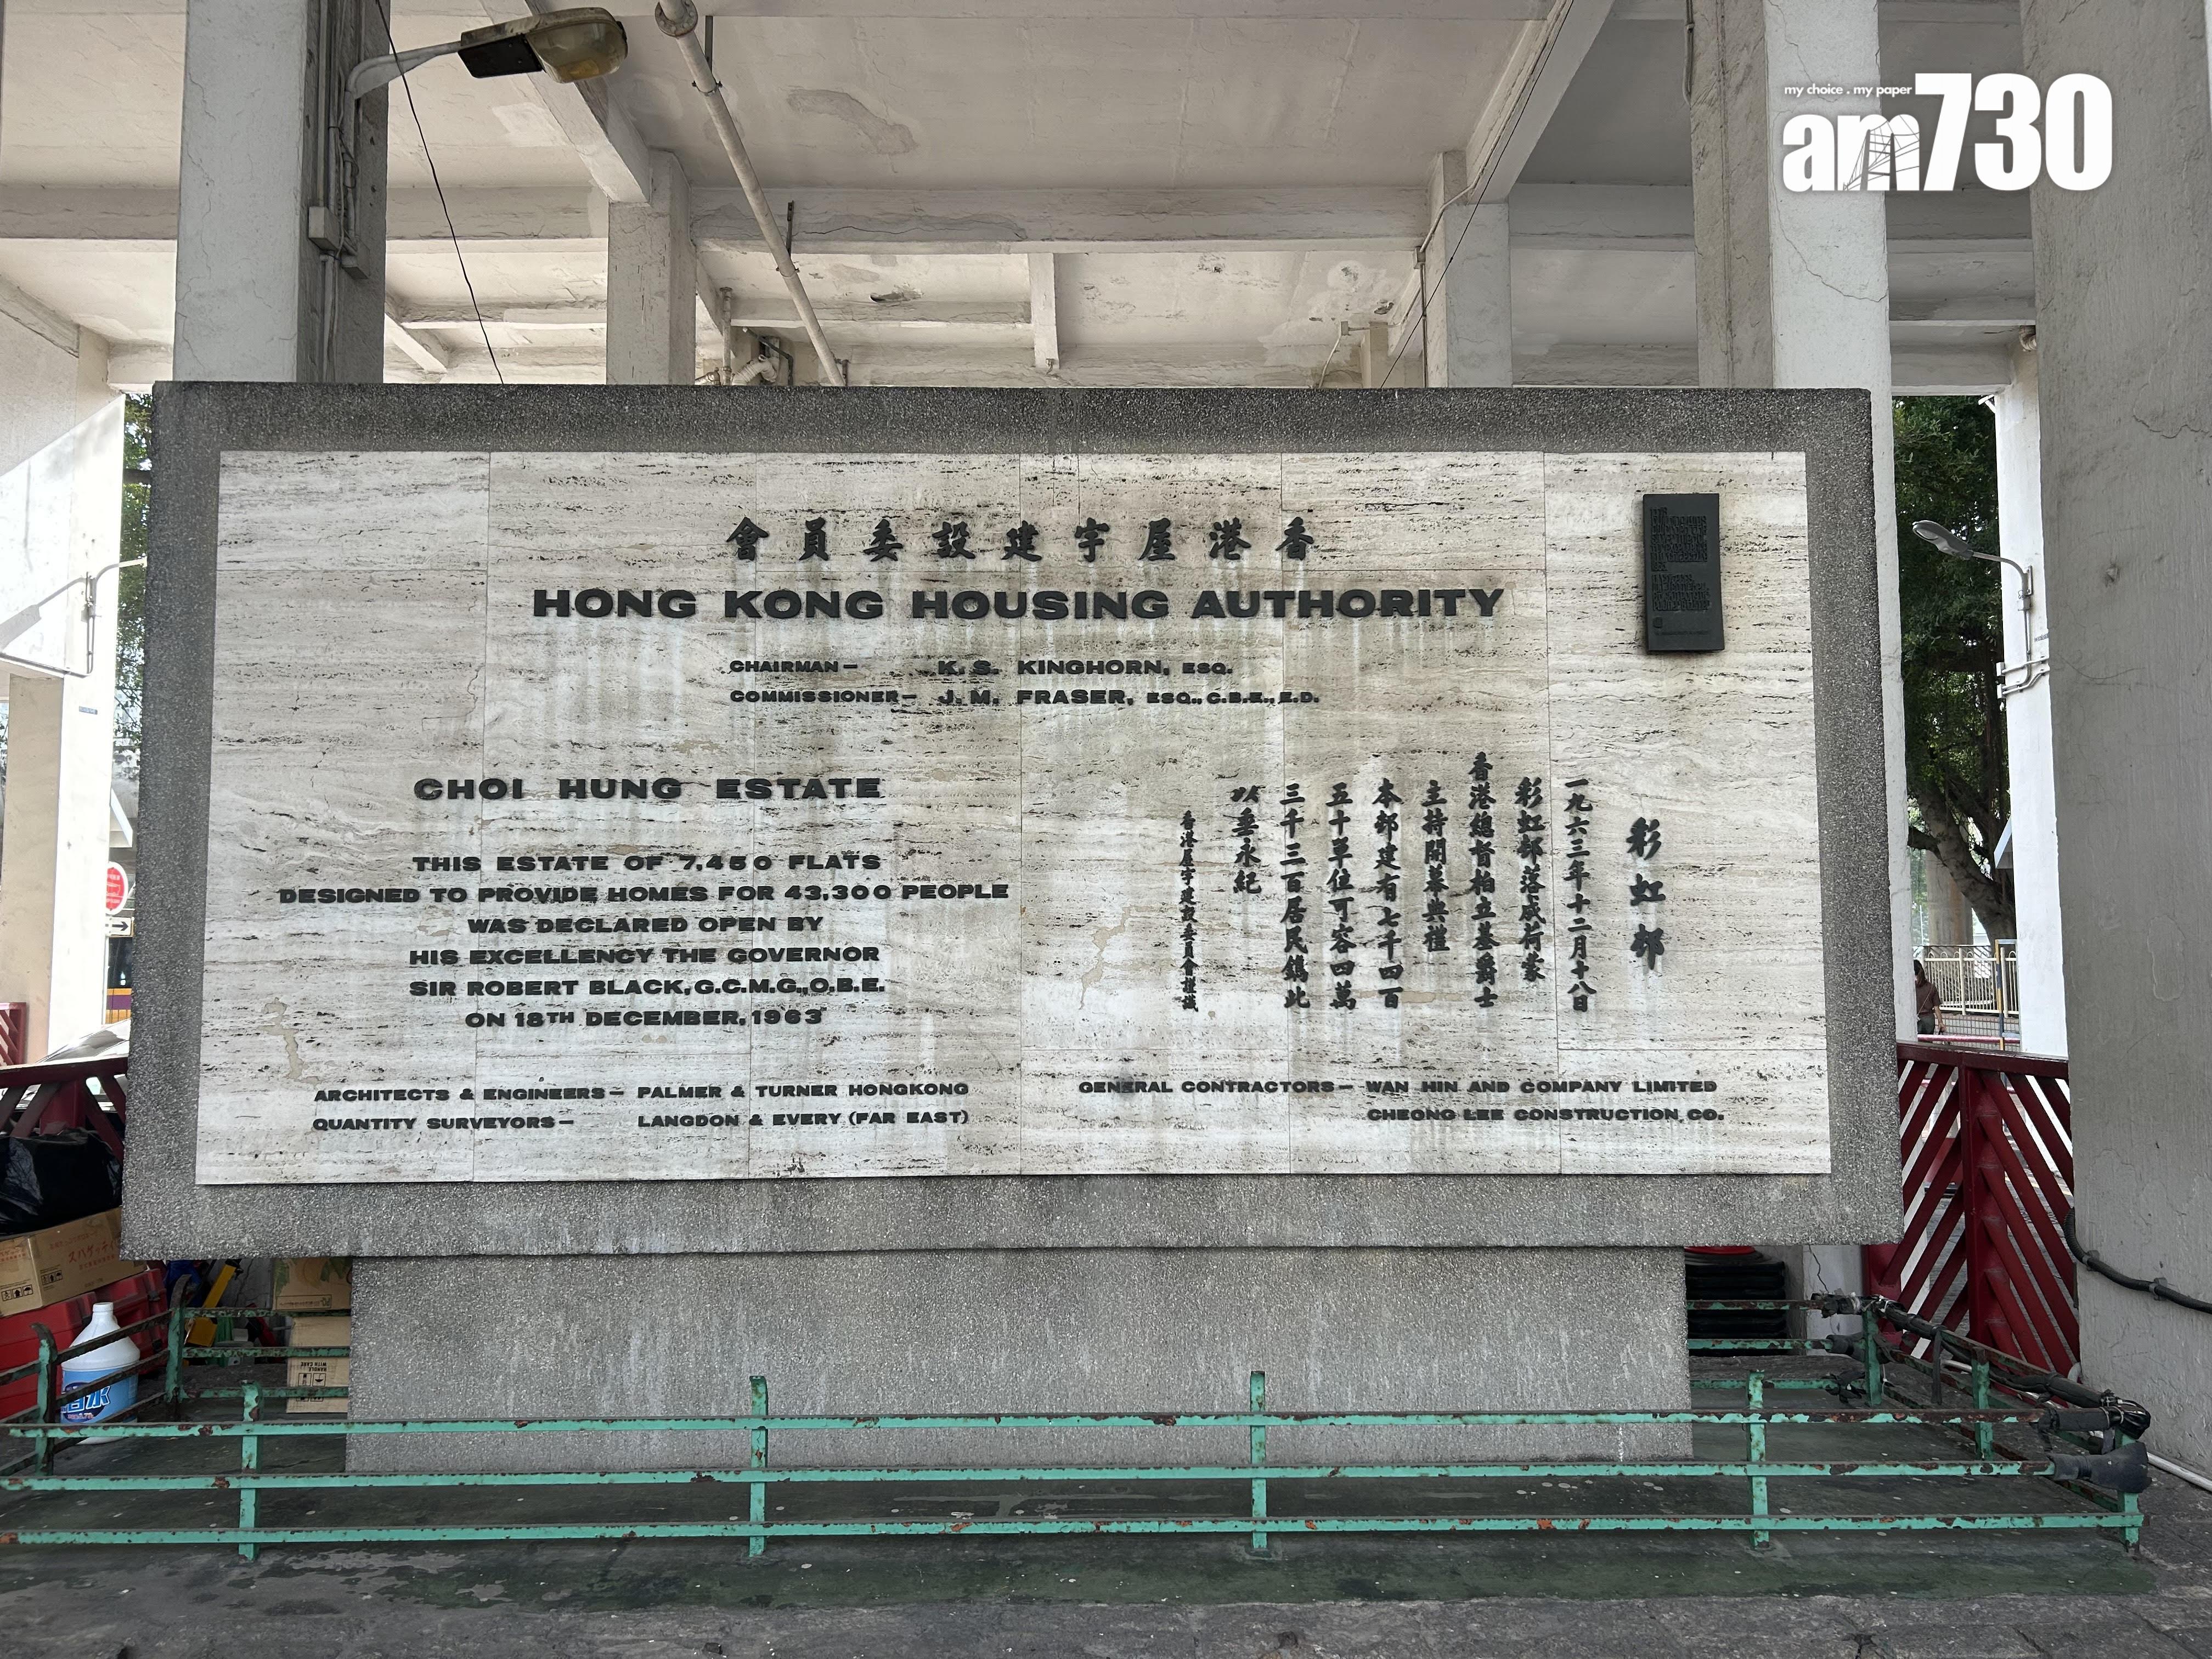 my choice . my paper
am730
會員委設建宇屋港香
HONG KONG HOUSING AUTHORITY
CHAIRMAN — K. S. KINGHORN, ESQ.
COMMISSIONER — J. M. FRASER, ESQ., C.B.E., E.D.
CHOI HUNG ESTATE
THIS ESTATE OF 7,450 FLATS
DESIGNED TO PROVIDE HOMES FOR 43,300 PEOPLE
WAS DECLARED OPEN BY
HIS EXCELLENCY THE GOVERNOR
SIR ROBERT BLACK, G.C.M.G., O.B.E.
ON 18TH DECEMBER, 1963
彩虹邨
一九六三年十二月十八日
彩虹邨落成荷蒙
香港總督柏立基爵士
主持開幕典禮
本邨建有七千四百
五十單位可容四萬
三千三百居民鐫此
以垂永紀
香港屋宇建設委員會謹識
ARCHITECTS & ENGINEERS — PALMER & TURNER HONGKONG
QUANTITY SURVEYORS — LANGDON & EVERY (FAR EAST)
GENERAL CONTRACTORS — WAN HIN AND COMPANY LIMITED
CHEONG LEE CONSTRUCTION CO.
HANDLE WITH CARE